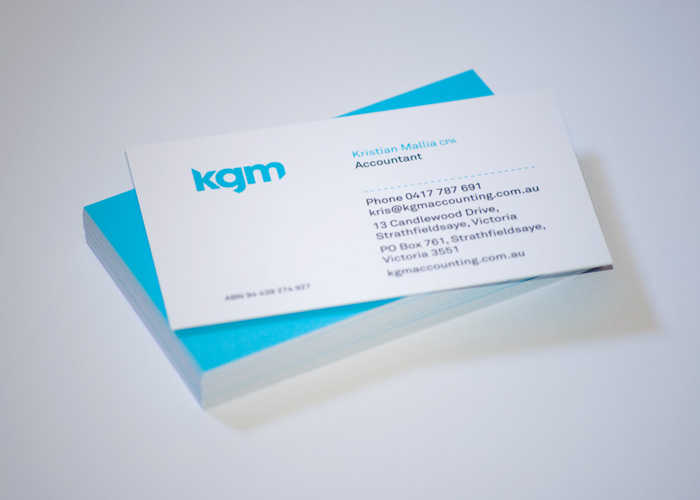 kgm
Kristian Mallia CPA
Accountant
Phone 0417 787 691
kris@kgmaccounting.com.au
13 Candlewood Drive,
Strathfieldsaye, Victoria
PO Box 761, Strathfieldsaye,
Victoria 3551
kgmaccounting.com.au
ABN 94 439 274 927